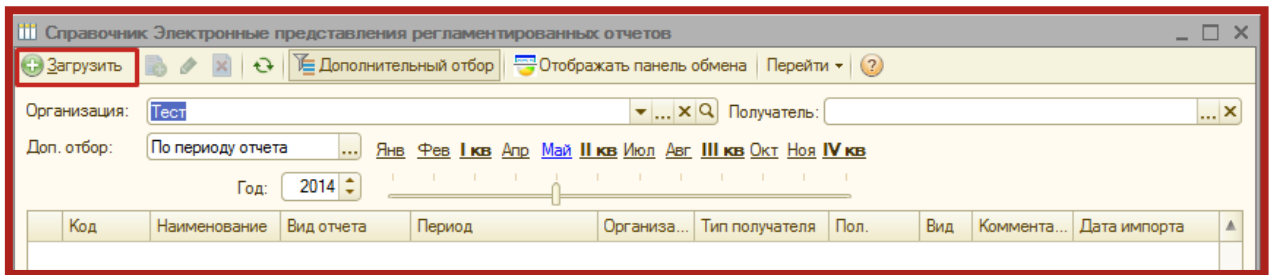 Справочник Электронные представления регламентированных отчетов
Загрузить Дополнительный отбор Отображать панель обмена Перейти
Организация: Тест Получатель:
Доп. отбор: По периоду отчета ... Янв Фев I кв Апр Май II кв Июл Авг III кв Окт Ноя IV кв
Год: 2014
Код Наименование Вид отчета Период Организа... Тип получателя Пол. Вид Коммента... Дата импорта